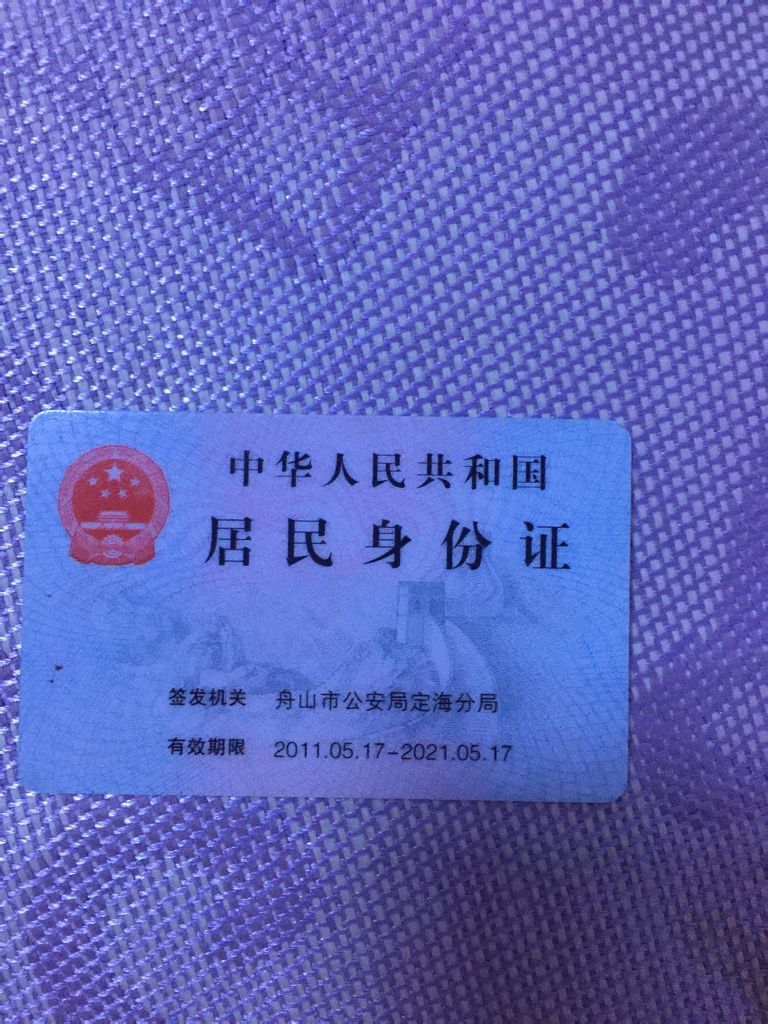 中华人民共和国
居民身份证
签发机关 舟山市公安局定海分局
有效期限 2011.05.17-2021.05.17